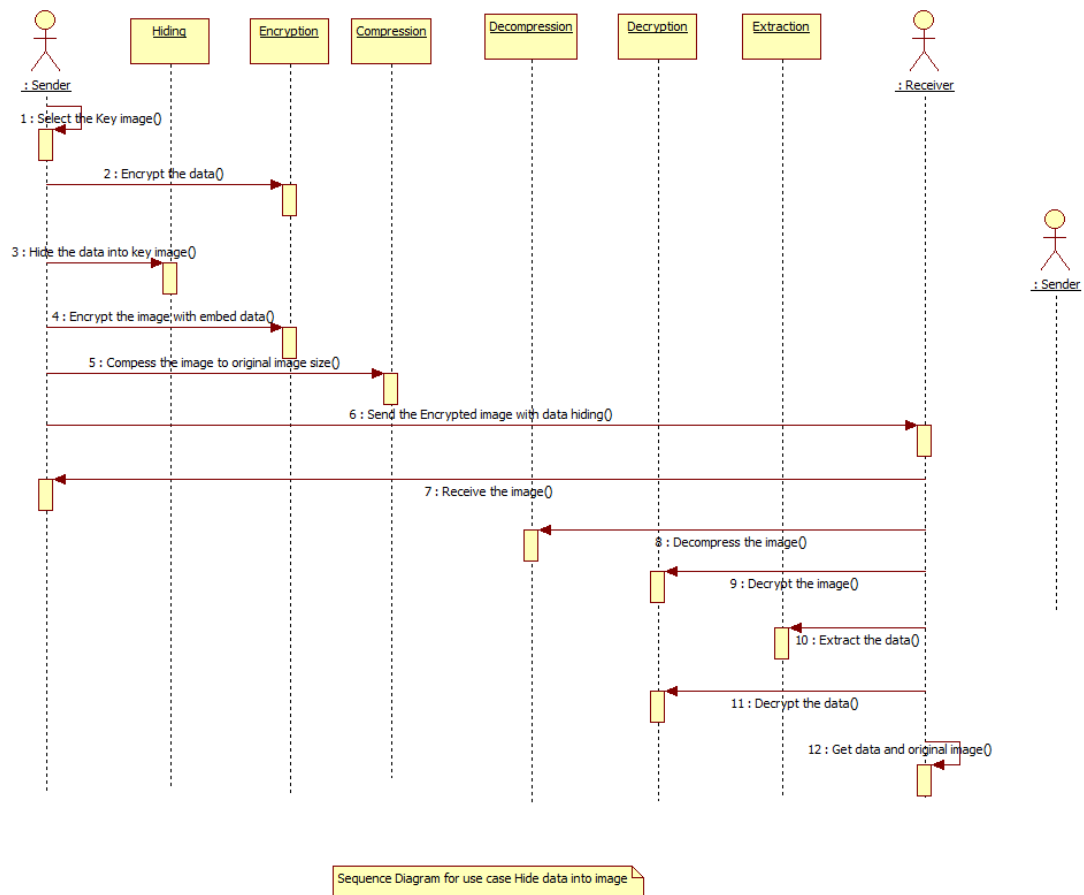 Hiding
Encryption
Compression
Decompression
Decryption
Extraction
: Sender
: Receiver
1 : Select the Key image()
2 : Encrypt the data()
3 : Hide the data into key image()
: Sender
4 : Encrypt the image with embed data()
5 : Compess the image to original image size()
6 : Send the Encrypted image with data hiding()
7 : Receive the image()
8 : Decompress the image()
9 : Decrypt the image()
10 : Extract the data()
11 : Decrypt the data()
12 : Get data and original image()
Sequence Diagram for use case Hide data into image